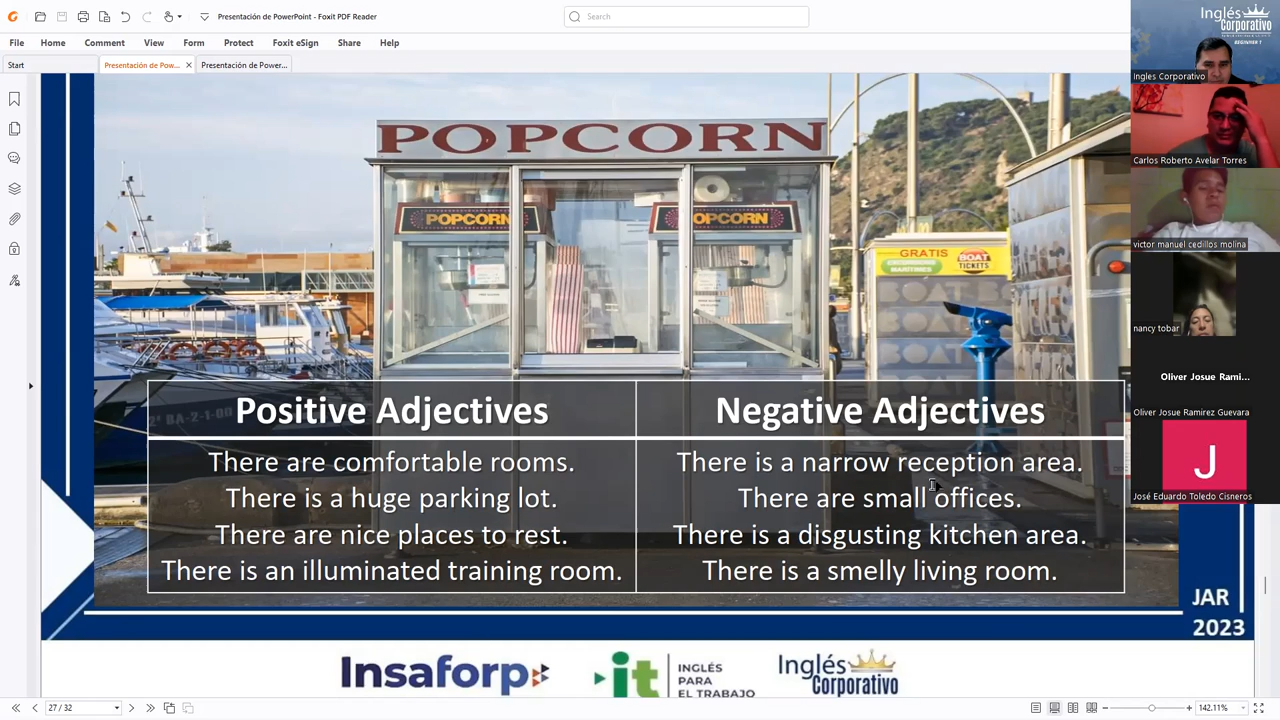 Presentación de PowerPoint - Foxit PDF Reader
Search
File Home Comment View Form Protect Foxit eSign Share Help
Start
Presentación de Pow...
Presentación de Power...
POPCORN
POPCORN
POPCORN
GRATIS
BOAT
TICKETS
Positive Adjectives
Negative Adjectives
There are comfortable rooms.
There is a huge parking lot.
There are nice places to rest.
There is an illuminated training room.
There is a narrow reception area.
There are small offices.
There is a disgusting kitchen area.
There is a smelly living room.
JAR
2023
Insaforp
it
INGLÉS
PARA
EL TRABAJO
Inglés
Corporativo
27 / 32
142.11%
Inglés
Corporativo
BEGINNER 1
Ingles Corporativo
Carlos Roberto Avelar Torres
victor manuel cedillos molina
nancy tobar
Oliver Josue Rami...
Oliver Josue Ramirez Guevara
J
José Eduardo Toledo Cisneros